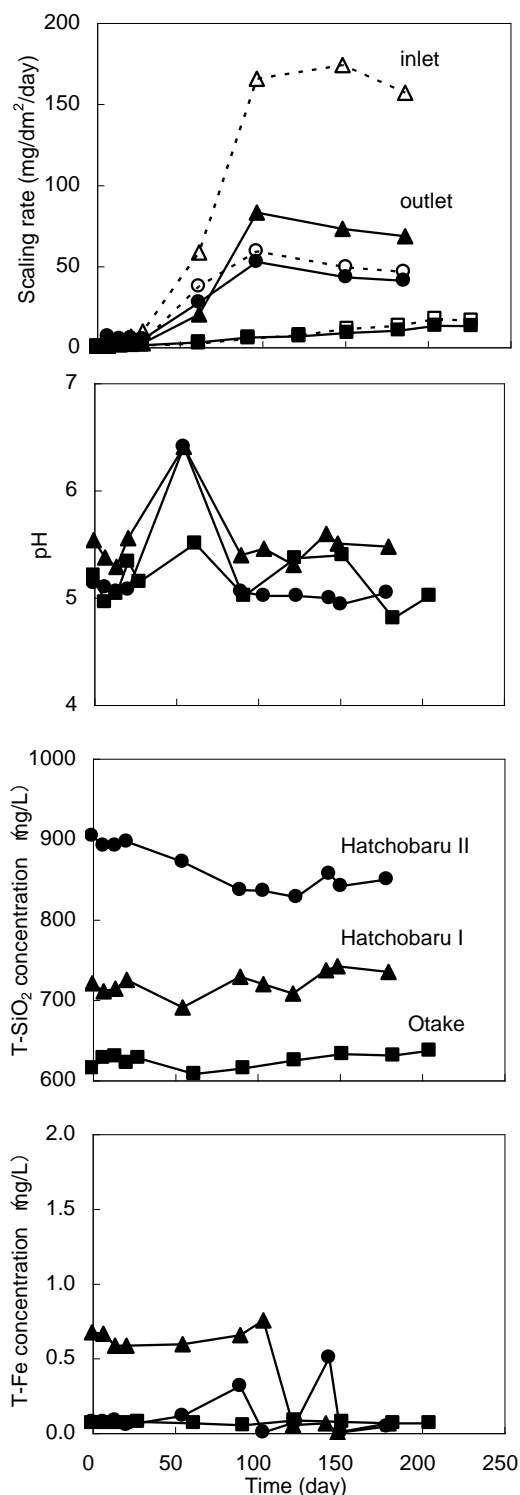 Scaling rate (mg/dm²/day)
200
150
100
50
0
inlet
outlet
pH
7
6
5
4
T-SiO₂ concentration (mg/L)
1000
900
800
700
600
Hatchobaru II
Hatchobaru I
Otake
T-Fe concentration (mg/L)
2.0
1.5
1.0
0.5
0.0
0 50 100 150 200 250
Time (day)